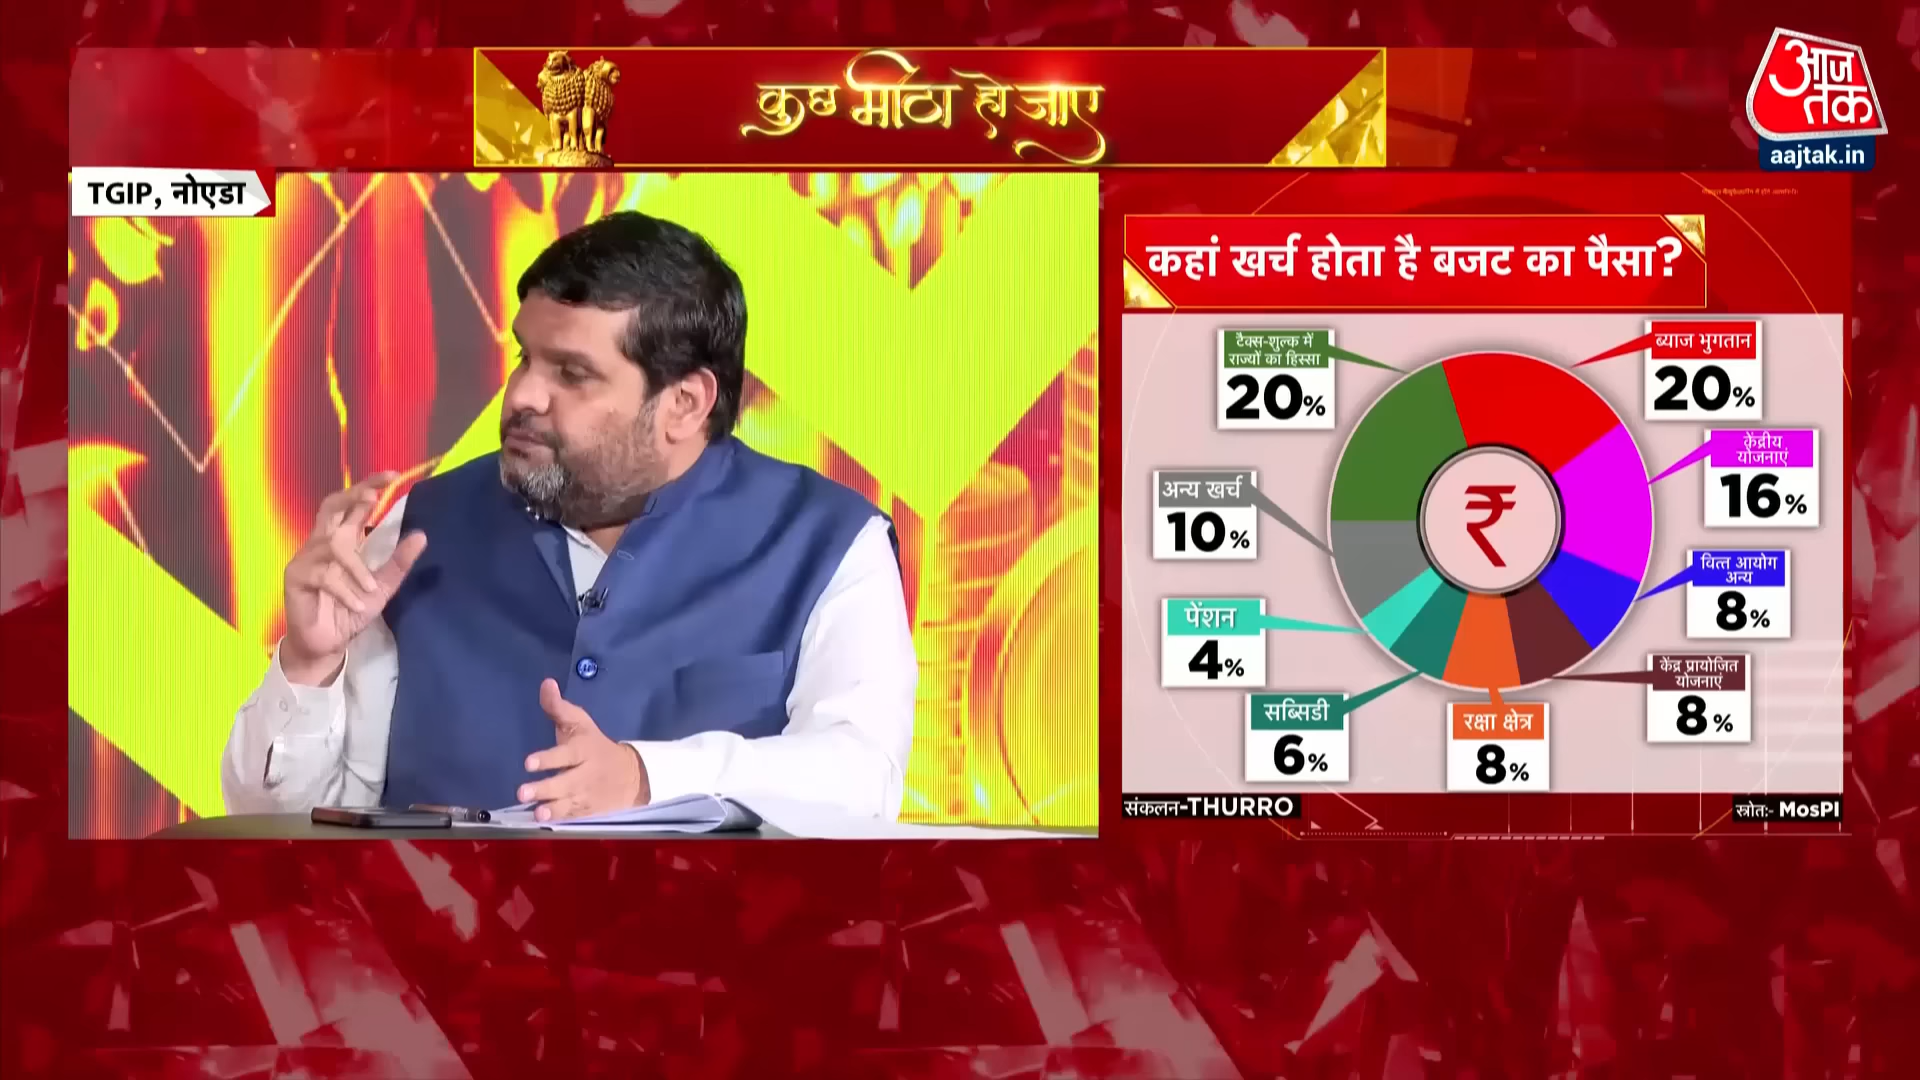 कुछ मीठा हो जाए
आज
तक
aajtak.in
TGIP, नोएडा
कहां खर्च होता है बजट का पैसा?
टैक्स-शुल्क में
राज्यों का हिस्सा
20%
ब्याज भुगतान
20%
केंद्रीय
योजनाएं
16%
अन्य खर्च
10%
वित्त आयोग
अन्य
8%
पेंशन
4%
केंद्र प्रायोजित
योजनाएं
8%
सब्सिडी
6%
रक्षा क्षेत्र
8%
₹
संकलन-THURRO
स्त्रोत:- MosPI